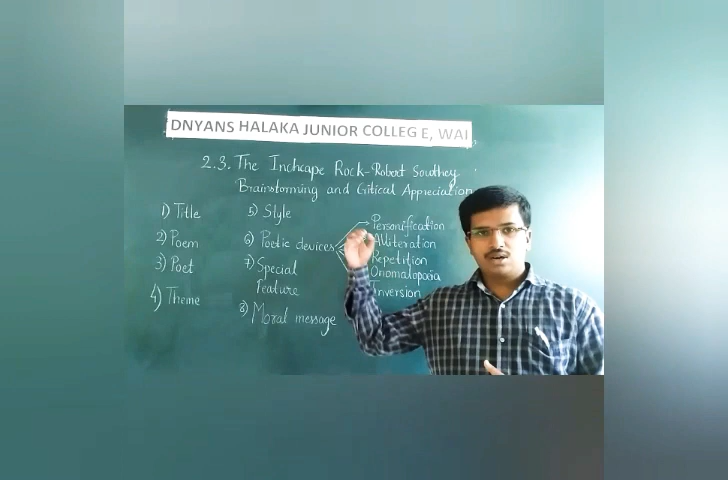 DNYANS HALAKA JUNIOR COLLEG E, WAI
2.3. The Inchcape Rock-Robert Southey
Brainstorming and Critical Appreciation
1) Title
2) Poem
3) Poet
4) Theme
5) Style
6) Poetic devices
7) Special
Feature
8) Moral message
Personification
Alliteration
Repetition
Onomatopoeia
Inversion